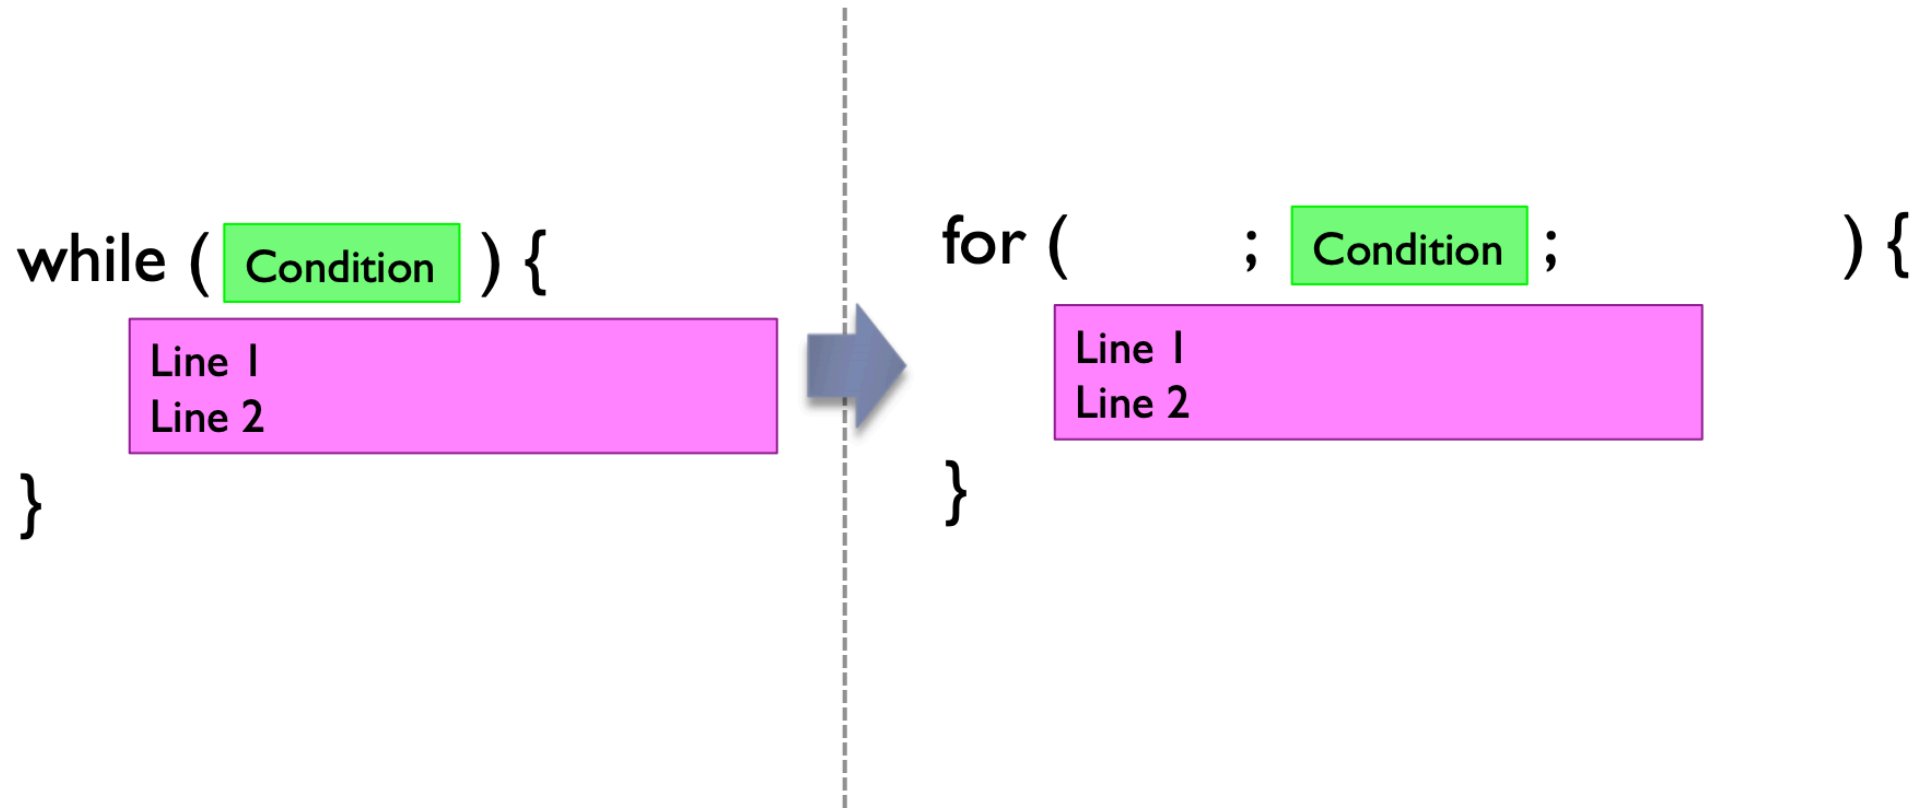 while ( Condition ) {
Line 1
Line 2
}
for ( ; Condition ; ) {
Line 1
Line 2
}